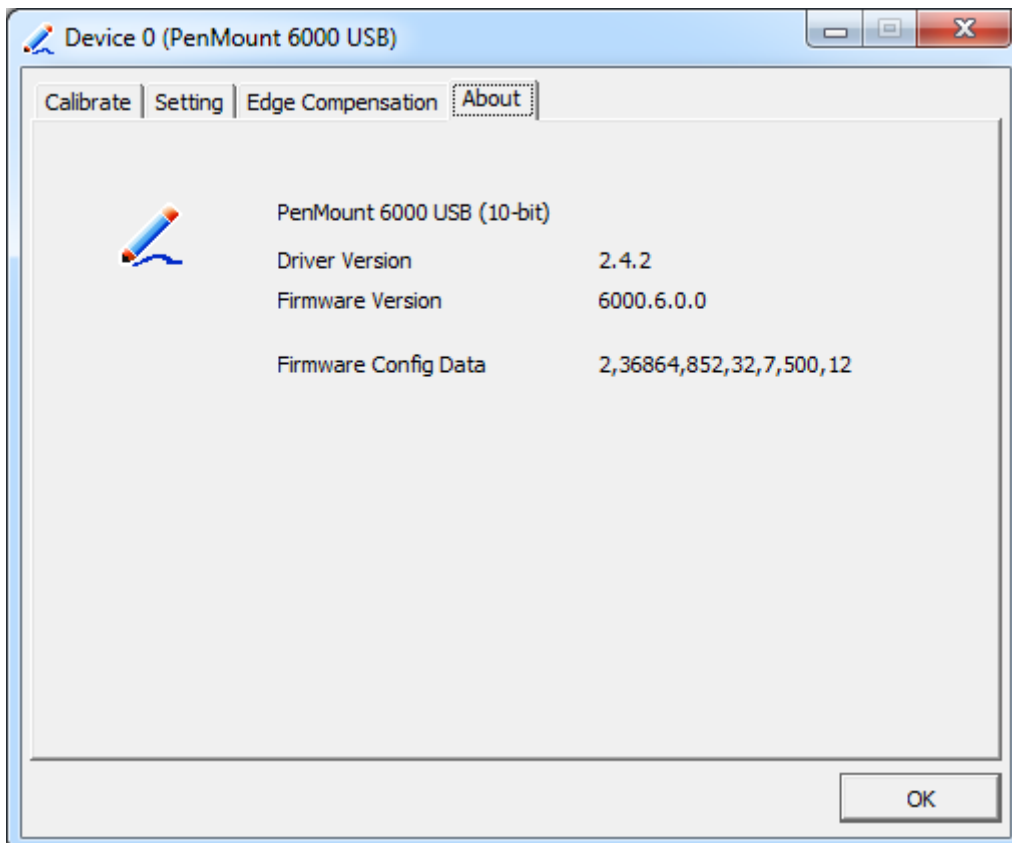 Device 0 (PenMount 6000 USB)
X
Calibrate Setting Edge Compensation About
PenMount 6000 USB (10-bit)
Driver Version 2.4.2
Firmware Version 6000.6.0.0
Firmware Config Data 2,36864,852,32,7,500,12
OK